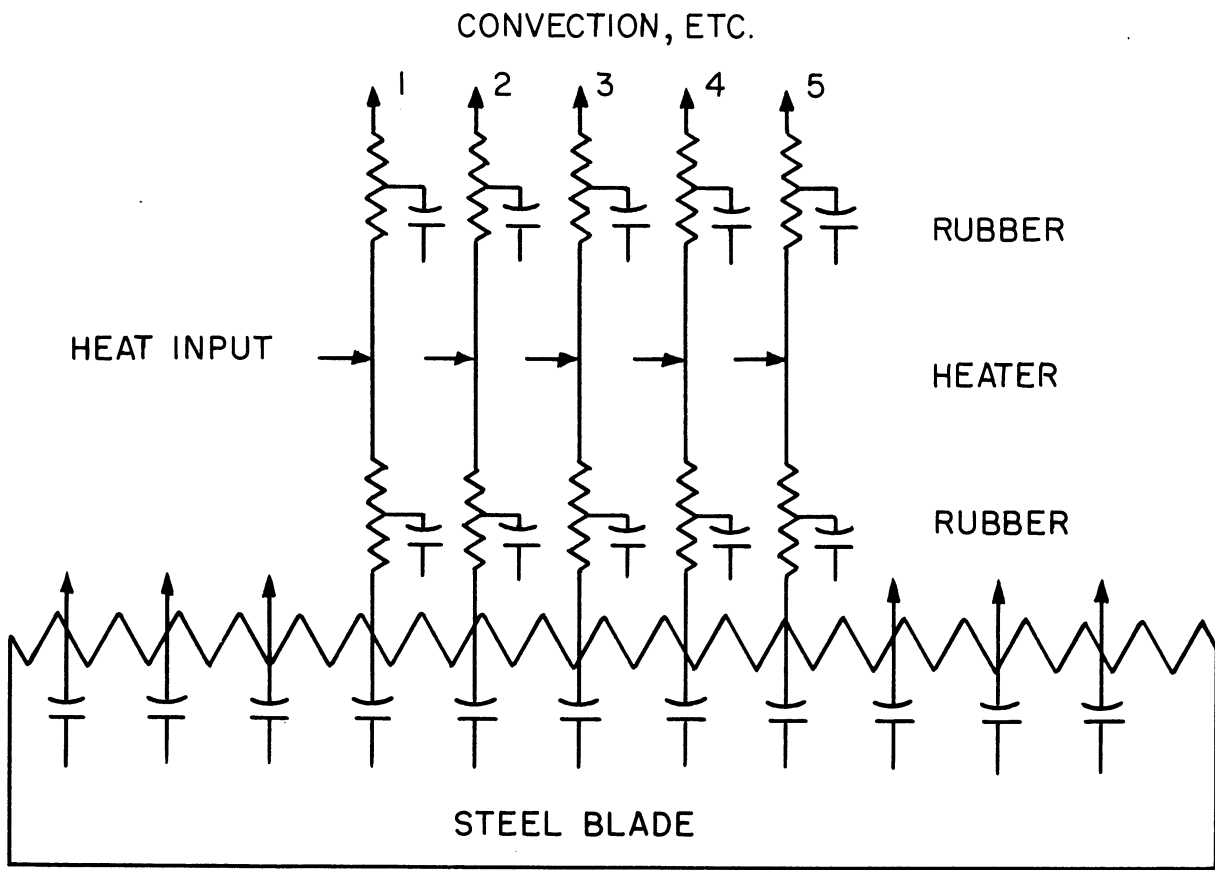 CONVECTION, ETC.
1 2 3 4 5
RUBBER
HEAT INPUT
HEATER
RUBBER
STEEL BLADE